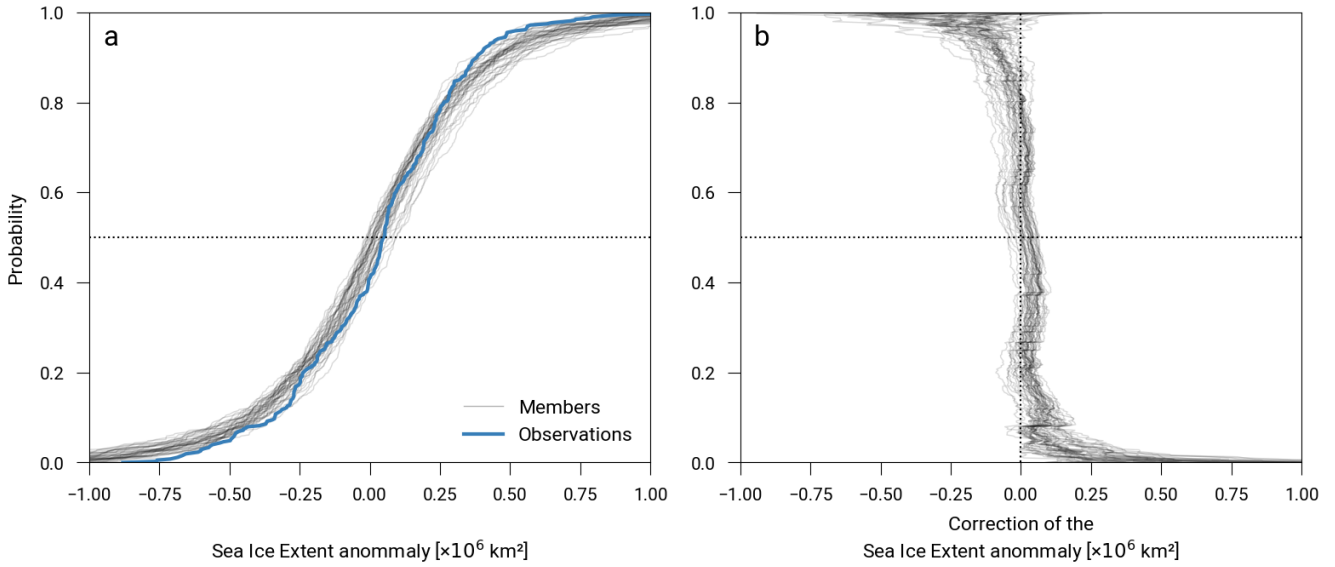 a
1.0
0.8
0.6
0.4
0.2
0.0
Probability
Members
Observations
−1.00 −0.75 −0.50 −0.25 0.00 0.25 0.50 0.75 1.00
Sea Ice Extent anommaly [×10⁶ km²]
b
1.0
0.8
0.6
0.4
0.2
0.0
−1.00 −0.75 −0.50 −0.25 0.00 0.25 0.50 0.75 1.00
Correction of the
Sea Ice Extent anommaly [×10⁶ km²]